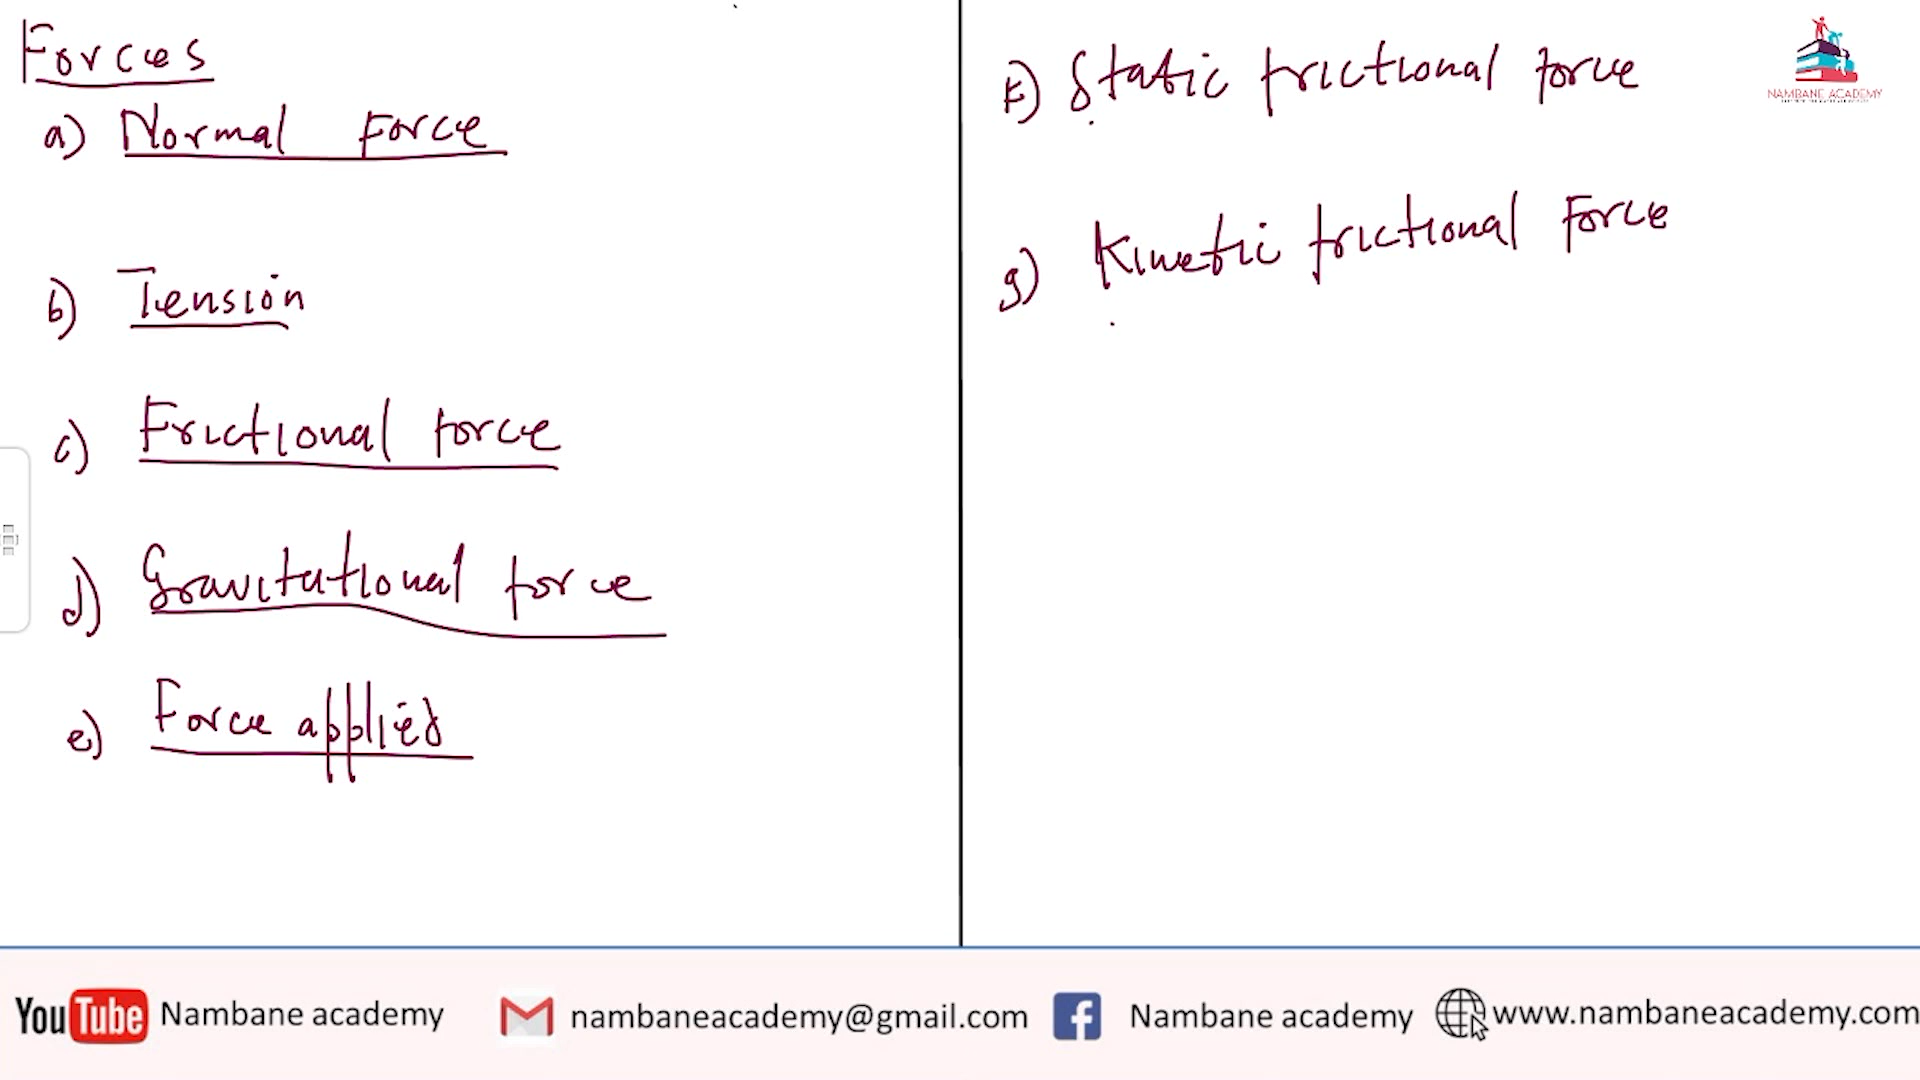 Forces
a) Normal Force
b) Tension
c) Frictional force
d) Gravitational force
e) Force applied
F) Static frictional force
g) Kinetic frictional Force
NAMBANE ACADEMY
YouTube Nambane academy nambaneacademy@gmail.com f Nambane academy www.nambaneacademy.com